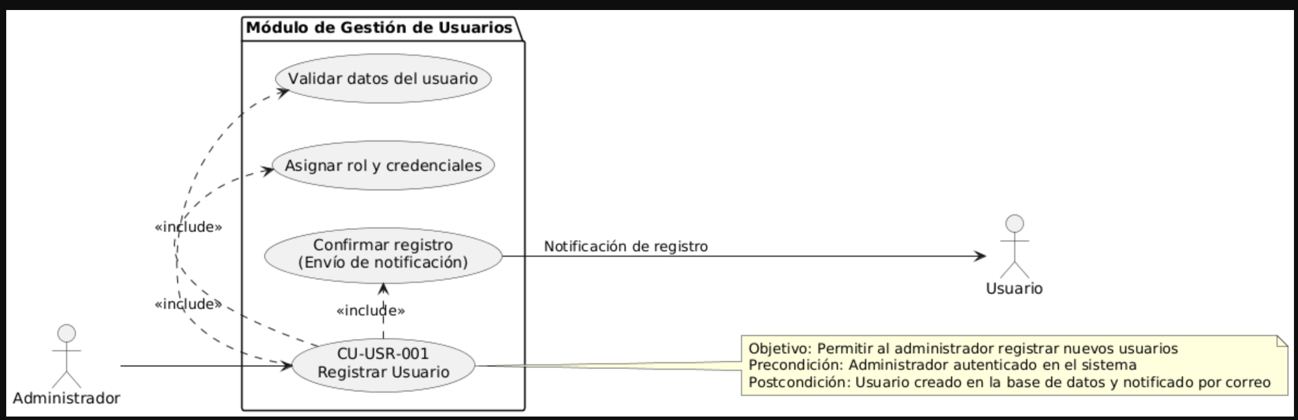 Módulo de Gestión de Usuarios
Validar datos del usuario
Asignar rol y credenciales
«include»
Confirmar registro
(Envío de notificación)
Notificación de registro
Usuario
«include»
«include»
CU-USR-001
Registrar Usuario
Administrador
Objetivo: Permitir al administrador registrar nuevos usuarios
Precondición: Administrador autenticado en el sistema
Postcondición: Usuario creado en la base de datos y notificado por correo